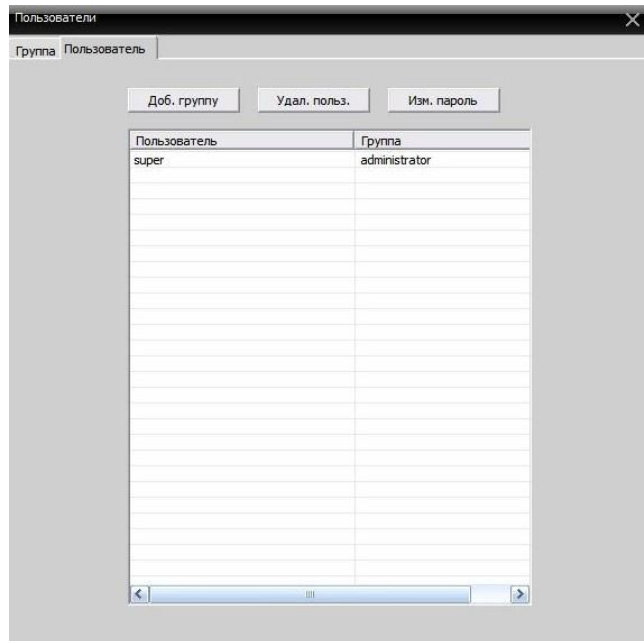 Пользователи
Группа Пользователь
Доб. группу Удал. польз. Изм. пароль
Пользователь Группа
super administrator